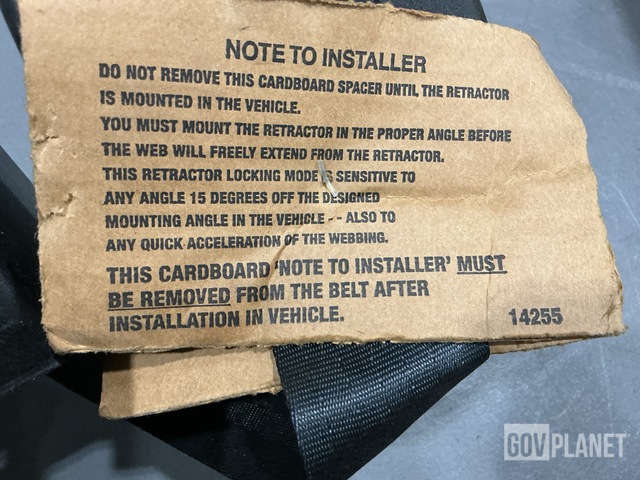 NOTE TO INSTALLER
DO NOT REMOVE THIS CARDBOARD SPACER UNTIL THE RETRACTOR
IS MOUNTED IN THE VEHICLE.
YOU MUST MOUNT THE RETRACTOR IN THE PROPER ANGLE BEFORE
THE WEB WILL FREELY EXTEND FROM THE RETRACTOR.
THIS RETRACTOR LOCKING MODE IS SENSITIVE TO
ANY ANGLE 15 DEGREES OFF THE DESIGNED
MOUNTING ANGLE IN THE VEHICLE - - ALSO TO
ANY QUICK ACCELERATION OF THE WEBBING.
THIS CARDBOARD 'NOTE TO INSTALLER' MUST
BE REMOVED FROM THE BELT AFTER
INSTALLATION IN VEHICLE.
14255
GOVPLANET